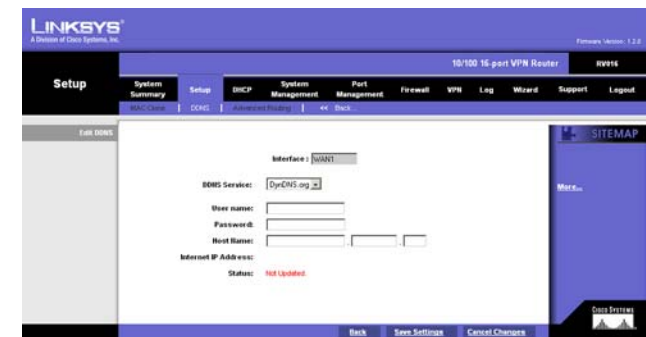 LINKSYS®
A Division of Cisco Systems, Inc.
Firmware Version: 1.2.0
10/100 16-port VPN Router RV016
Setup
System Summary Setup DHCP System Management Port Management Firewall VPN Log Wizard Support Logout
MAC Clone | DDNS | Advanced Routing | << Back...
Edit DDNS
SITEMAP
Interface : WAN1
DDNS Service: DynDNS.org
More...
User name:
Password:
Host Name: . .
Internet IP Address:
Status: Not Updated.
CISCO SYSTEMS
Back Save Settings Cancel Changes